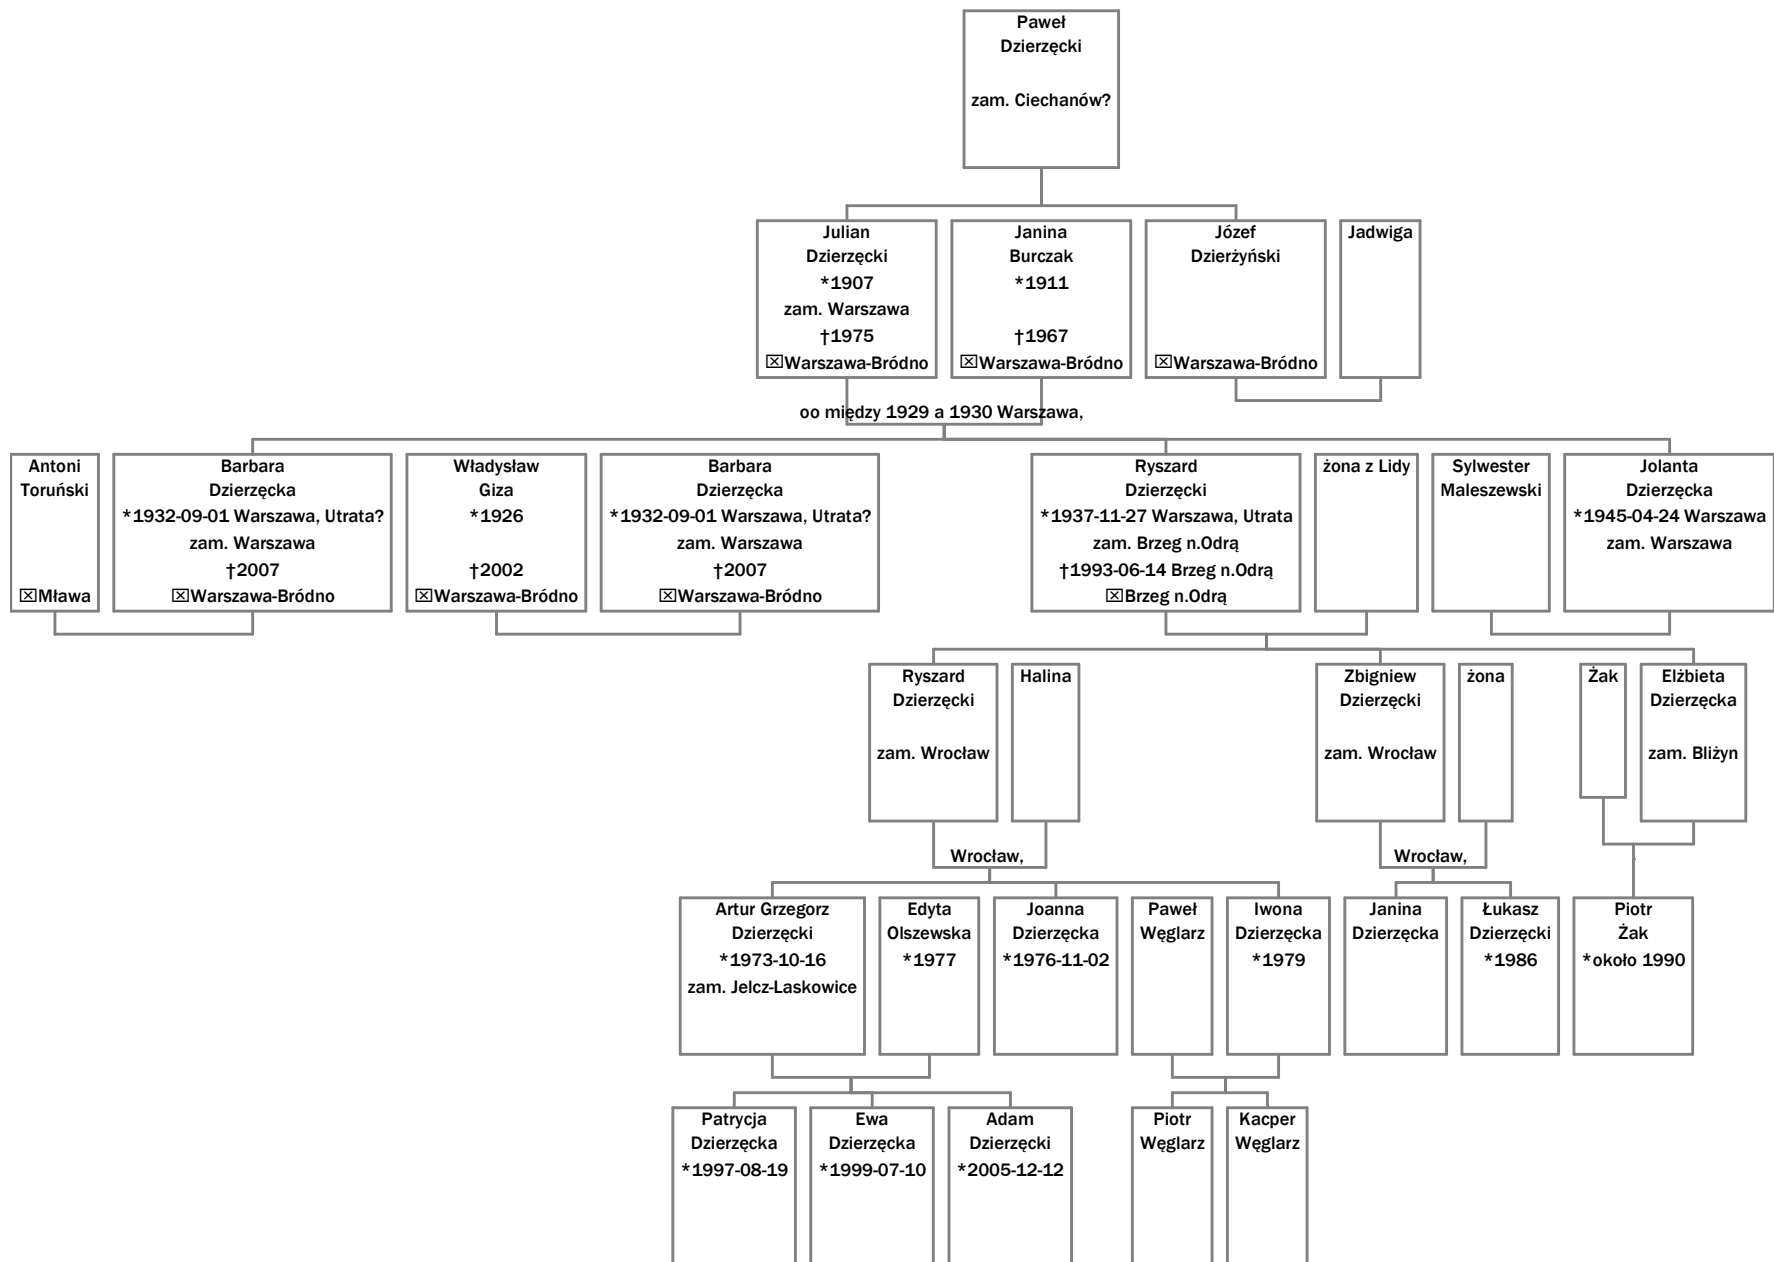 Paweł
Dzierzęcki
zam. Ciechanów?
Julian
Dzierzęcki
*1907
zam. Warszawa
†1975
☒Warszawa-Bródno
Janina
Burczak
*1911
†1967
☒Warszawa-Bródno
Józef
Dzierżyński
☒Warszawa-Bródno
Jadwiga
oo między 1929 a 1930 Warszawa,
Antoni
Toruński
☒Mława
Barbara
Dzierzęcka
*1932-09-01 Warszawa, Utrata?
zam. Warszawa
†2007
☒Warszawa-Bródno
Władysław
Giza
*1926
†2002
☒Warszawa-Bródno
Barbara
Dzierzęcka
*1932-09-01 Warszawa, Utrata?
zam. Warszawa
†2007
☒Warszawa-Bródno
Ryszard
Dzierzęcki
*1937-11-27 Warszawa, Utrata
zam. Brzeg n.Odrą
†1993-06-14 Brzeg n.Odrą
☒Brzeg n.Odrą
żona z Lidy
Sylwester
Maleszewski
Jolanta
Dzierzęcka
*1945-04-24 Warszawa
zam. Warszawa
Ryszard
Dzierzęcki
zam. Wrocław
Halina
Zbigniew
Dzierzęcki
zam. Wrocław
żona
Żak
Elżbieta
Dzierzęcka
zam. Bliżyn
Wrocław,
Wrocław,
Artur Grzegorz
Dzierzęcki
*1973-10-16
zam. Jelcz-Laskowice
Edyta
Olszewska
*1977
Joanna
Dzierzęcka
*1976-11-02
Paweł
Węglarz
Iwona
Dzierzęcka
*1979
Janina
Dzierzęcka
Łukasz
Dzierzęcki
*1986
Piotr
Żak
*około 1990
Patrycja
Dzierzęcka
*1997-08-19
Ewa
Dzierzęcka
*1999-07-10
Adam
Dzierzęcki
*2005-12-12
Piotr
Węglarz
Kacper
Węglarz